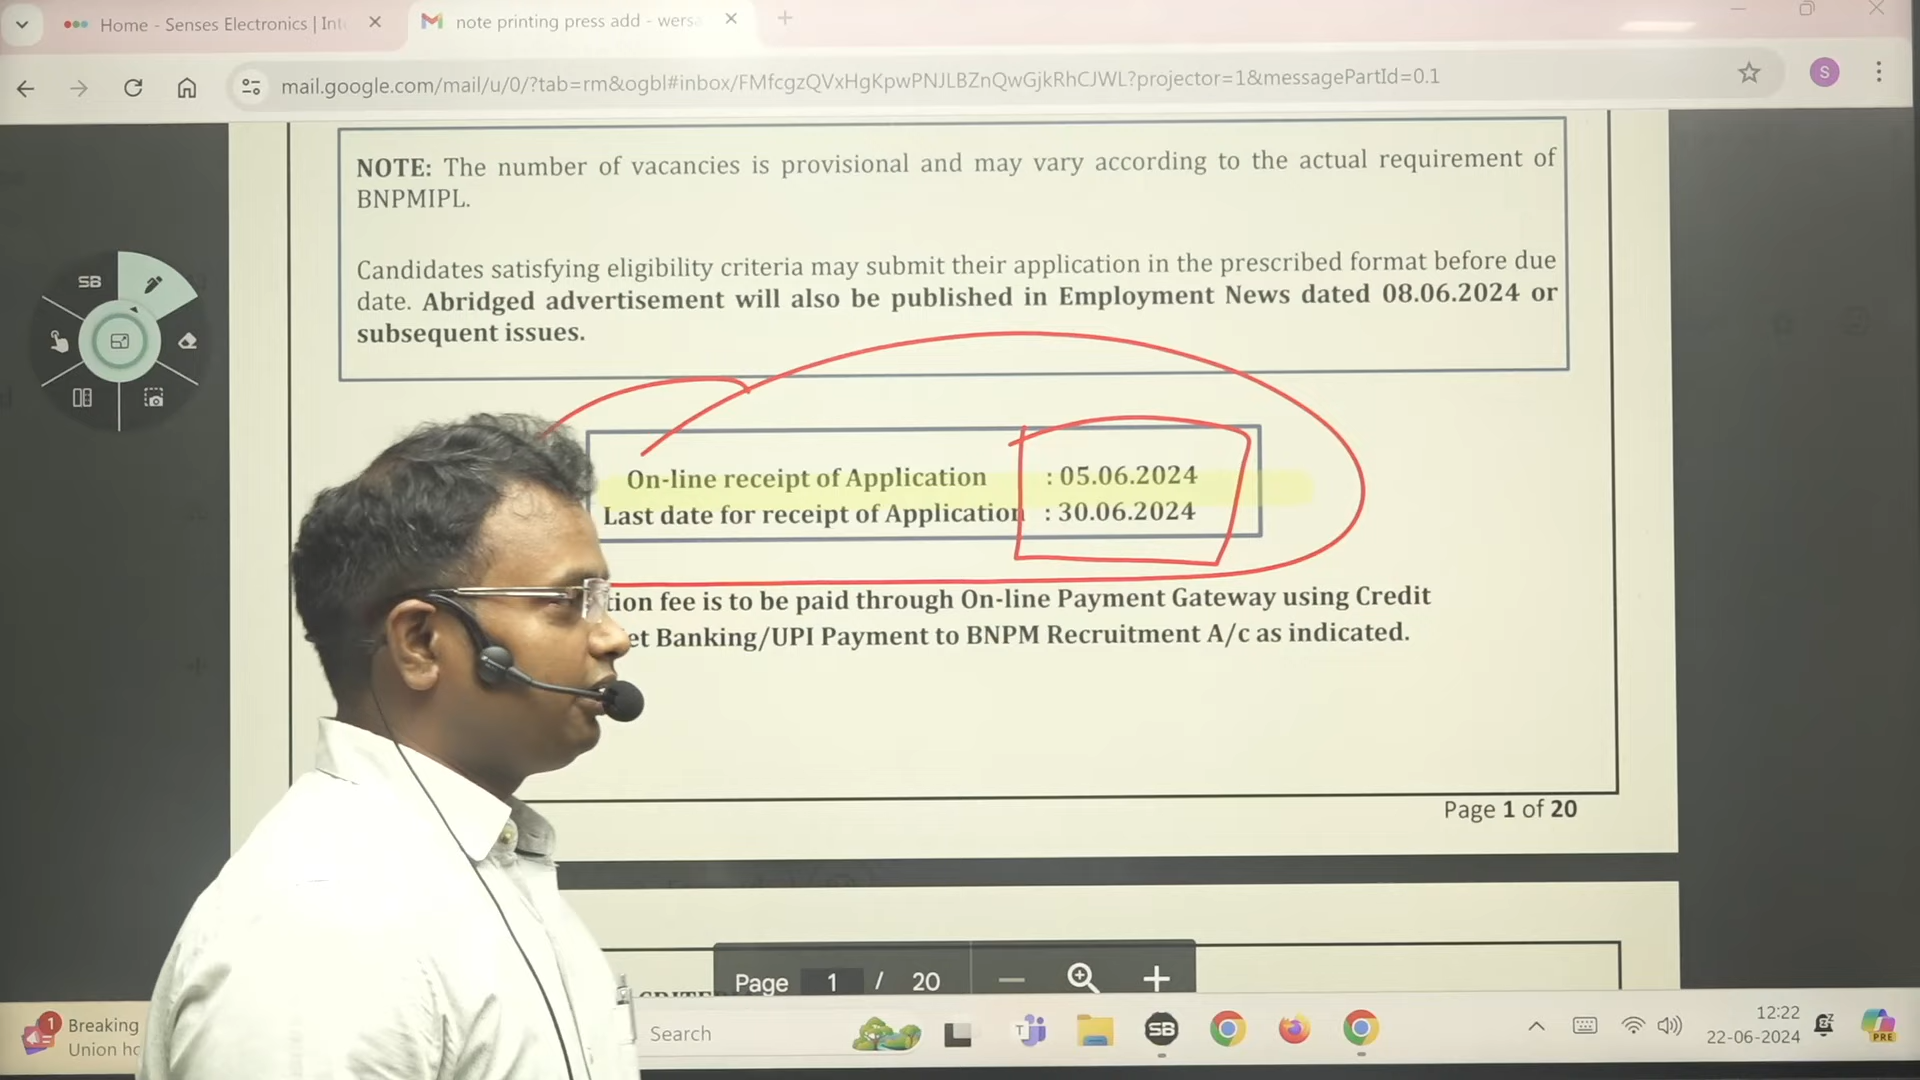 Home - Senses Electronics | Int
note printing press add - wers
mail.google.com/mail/u/0/?tab=rm&ogbl#inbox/FMfcgzQVxHgKpwPNJLBZnQwGjkRhCJWL?projector=1&messagePartId=0.1
S
NOTE: The number of vacancies is provisional and may vary according to the actual requirement of
BNPMIPL.
Candidates satisfying eligibility criteria may submit their application in the prescribed format before due
date. Abridged advertisement will also be published in Employment News dated 08.06.2024 or
subsequent issues.
SB
On-line receipt of Application : 05.06.2024
Last date for receipt of Application : 30.06.2024
tion fee is to be paid through On-line Payment Gateway using Credit
et Banking/UPI Payment to BNPM Recruitment A/c as indicated.
Page 1 of 20
Page 1 / 20
1
Breaking
Union ho
Search
SB
12:22
22-06-2024
PRE